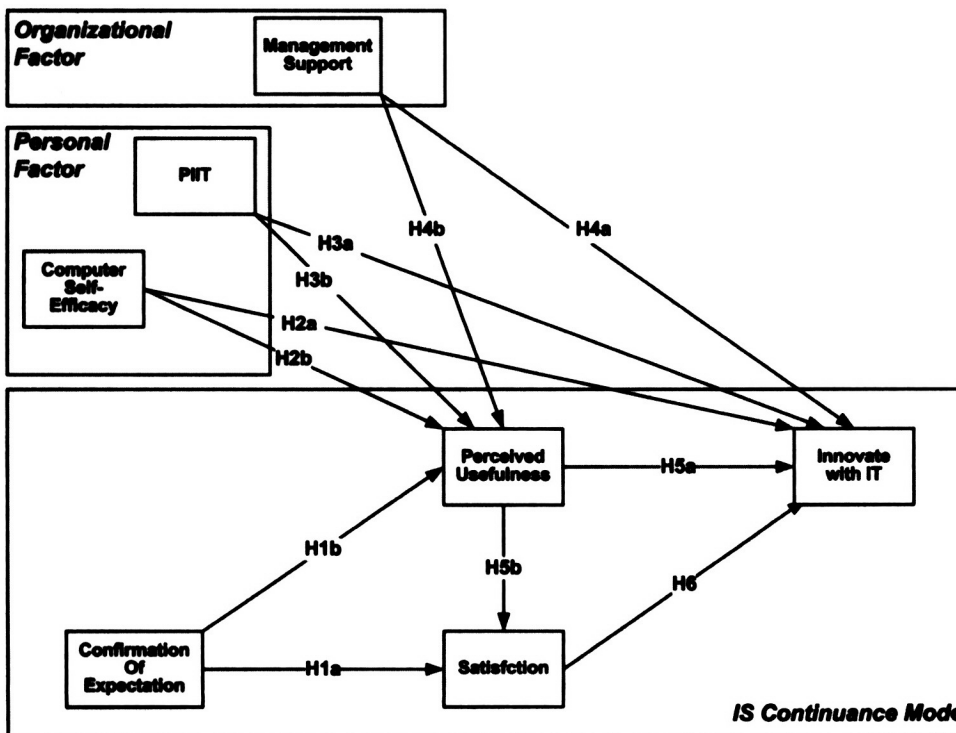 Organizational
Factor
Management
Support
Personal
Factor
PIIT
H4b
H4a
H3a
H3b
Computer
Self-
Efficacy
H2a
H2b
Perceived
Usefulness
H5a
Innovate
with IT
H1b
H5b
H6
Confirmation
Of
Expectation
H1a
Satisfction
IS Continuance Mode